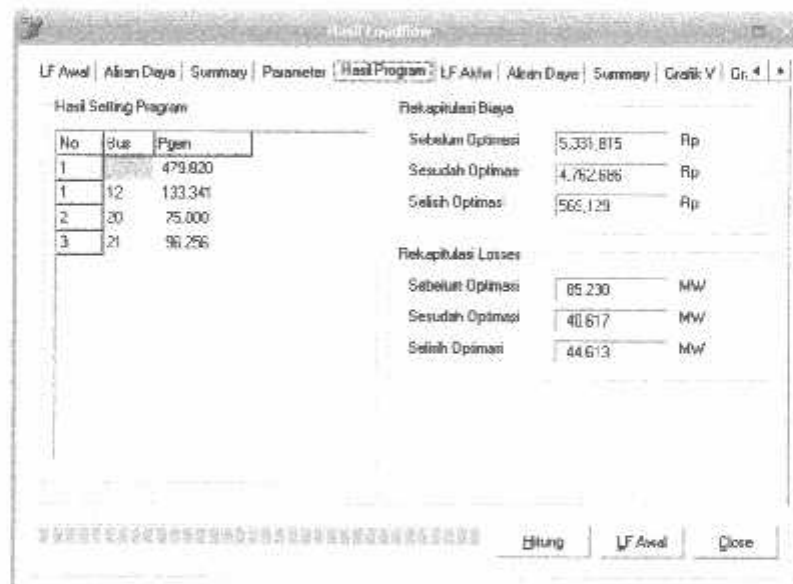 Hasil Loadflow
LF Awal | Aliran Daya | Summary | Parameter | Hasil Program | LF Akhir | Aliran Daya | Summary | Grafik V | Gr.
Hasil Setting Program
No Bus Pgen
1 479.820
1 12 133.341
2 20 75.000
3 21 96.256
Rekapitulasi Biaya
Sebelum Optimasi 5,331,815 Rp
Sesudah Optimasi 4,762,686 Rp
Selisih Optimasi 569,129 Rp
Rekapitulasi Losses
Sebelum Optimasi 85.230 MW
Sesudah Optimasi 40.617 MW
Selisih Optimasi 44.613 MW
Hitung LF Awal Close